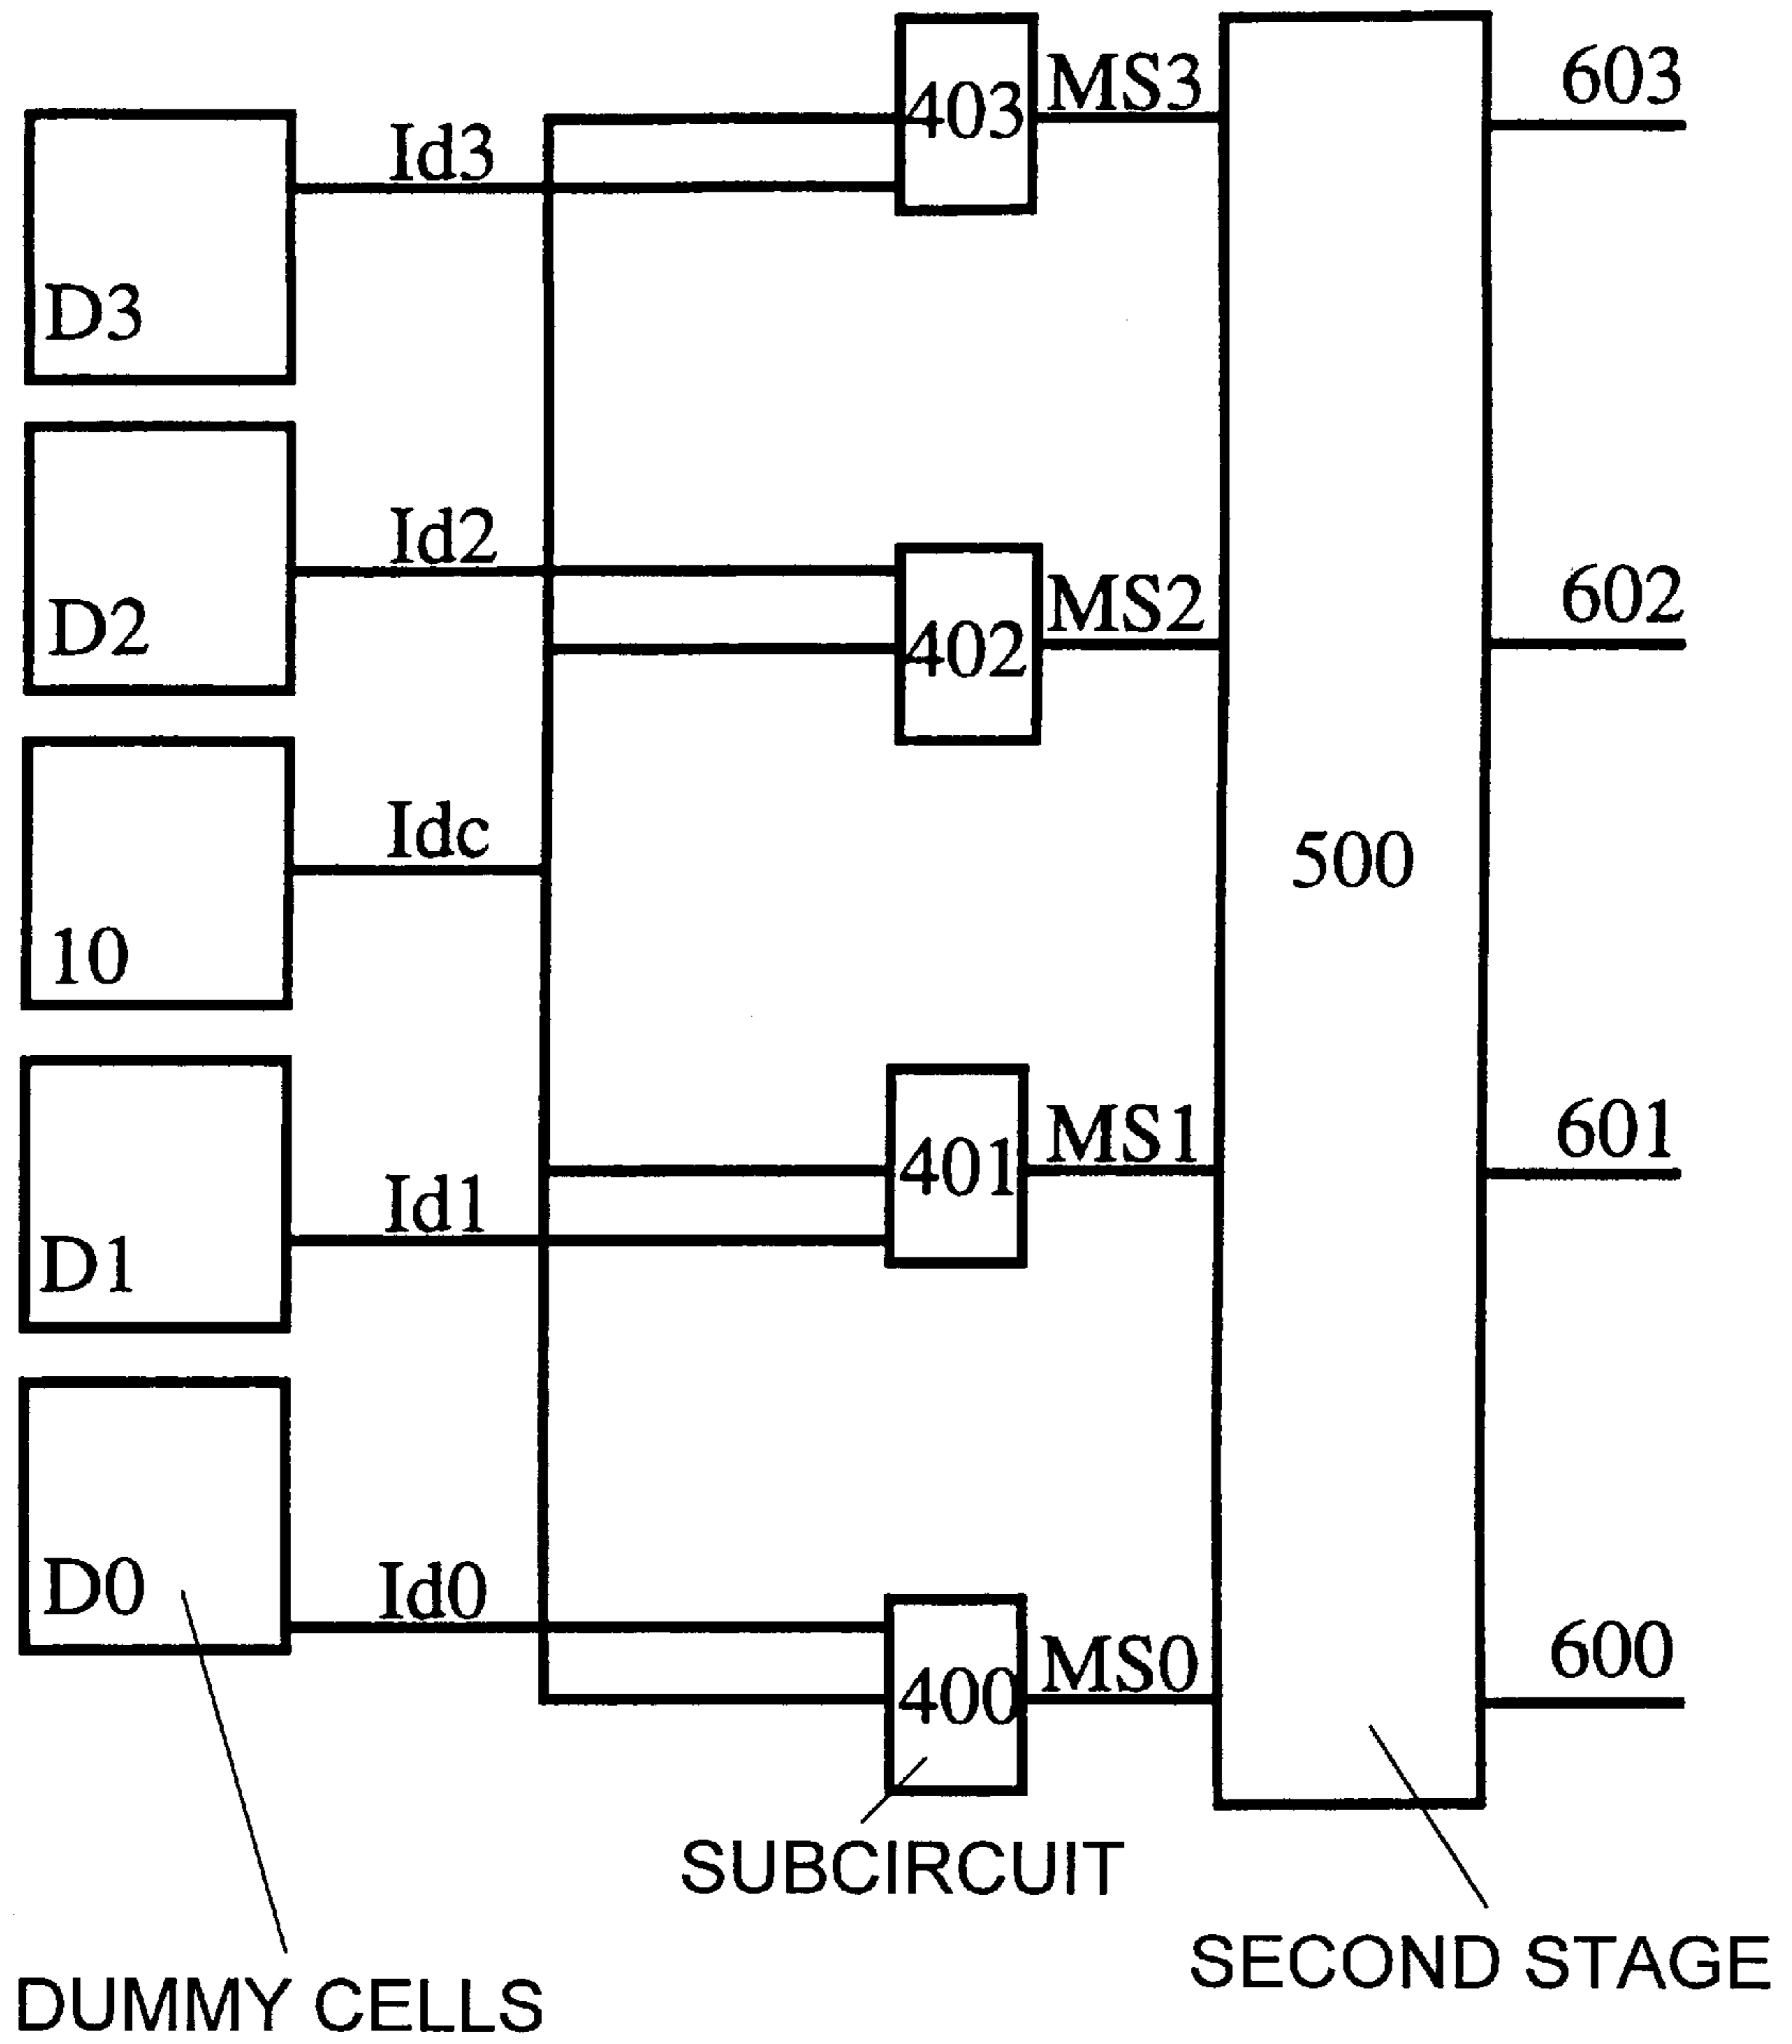 603
MS3
403
Id3
D3
Id2
602
MS2
D2
402
Idc
500
10
601
MS1
401
Id1
D1
Id0
D0
600
MS0
400
SUBCIRCUIT
SECOND STAGE
DUMMY CELLS